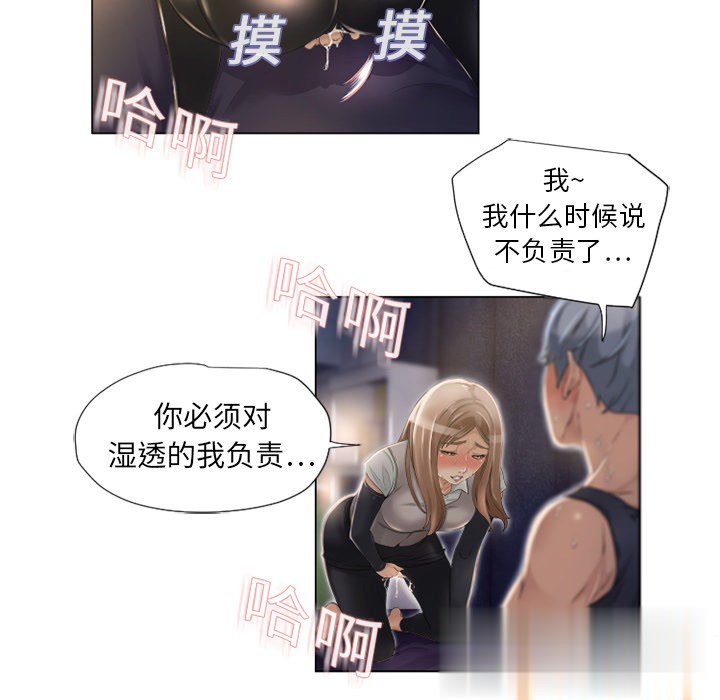 摸 摸
哈啊
我~
我什么时候说
不负责了...
哈啊
你必须对
湿透的我负责...
哈啊